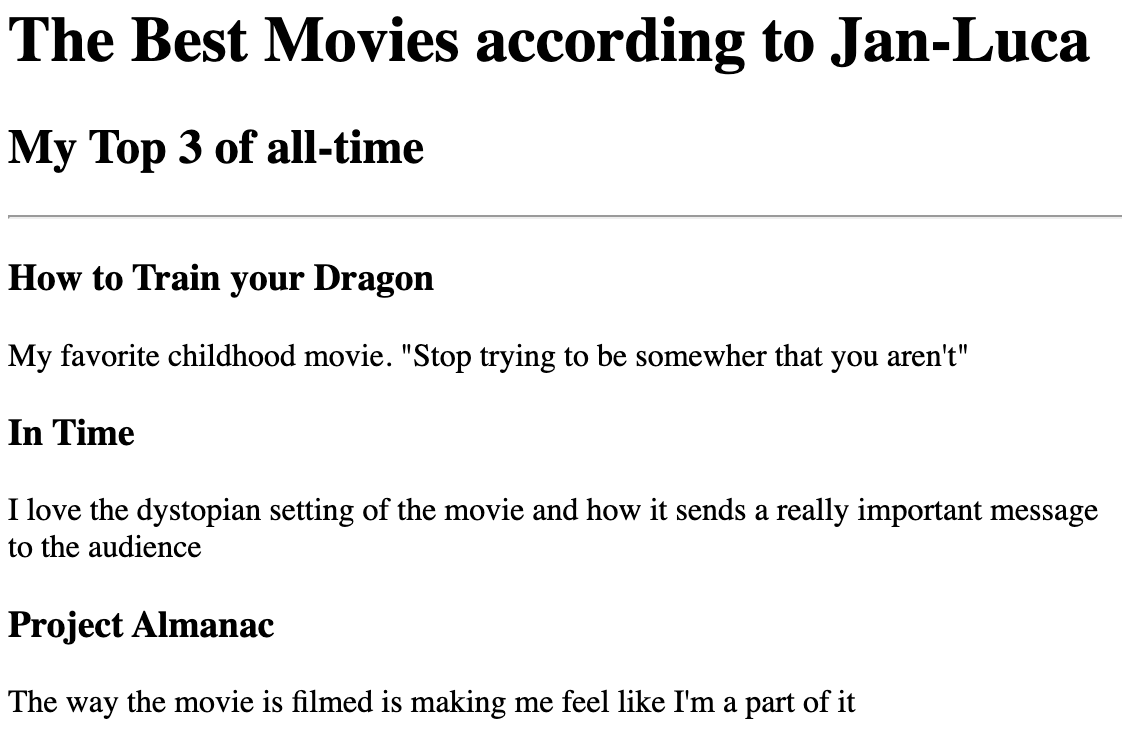 The Best Movies according to Jan-Luca
My Top 3 of all-time
How to Train your Dragon
My favorite childhood movie. "Stop trying to be somewher that you aren't"
In Time
I love the dystopian setting of the movie and how it sends a really important message
to the audience
Project Almanac
The way the movie is filmed is making me feel like I'm a part of it